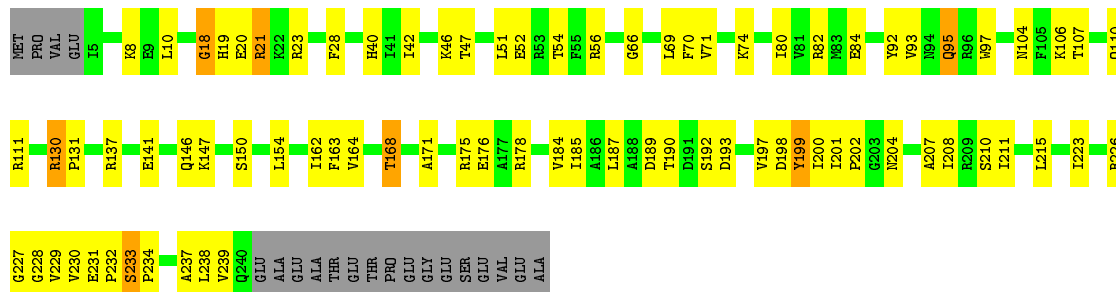 MET PRO VAL GLU I5 K8 E9 L10 G18 H19 E20 R21 K22 R23 F28 H40 I41 I42 K46 T47 L51 E52 R53 T54 F55 R56 G66 L69 F70 V71 K74 I80 V81 R82 M83 E84 Y92 V93 N94 Q95 R96 W97 N104 F105 K106 T107 Q110
R111 R130 P131 R137 E141 Q146 K147 S150 L154 I162 F163 V164 T168 A171 R175 E176 A177 R178 V184 I185 A186 L187 A188 D189 T190 D191 S192 D193 V197 D198 Y199 I200 I201 P202 G203 N204 A207 I208 R209 S210 I211 L215 I223
G227 G228 V229 V230 E231 P232 S233 P234 A237 L238 V239 Q240 GLU ALA GLU ALA THR GLU THR PRO GLU GLY GLU SER GLU VAL GLU ALA